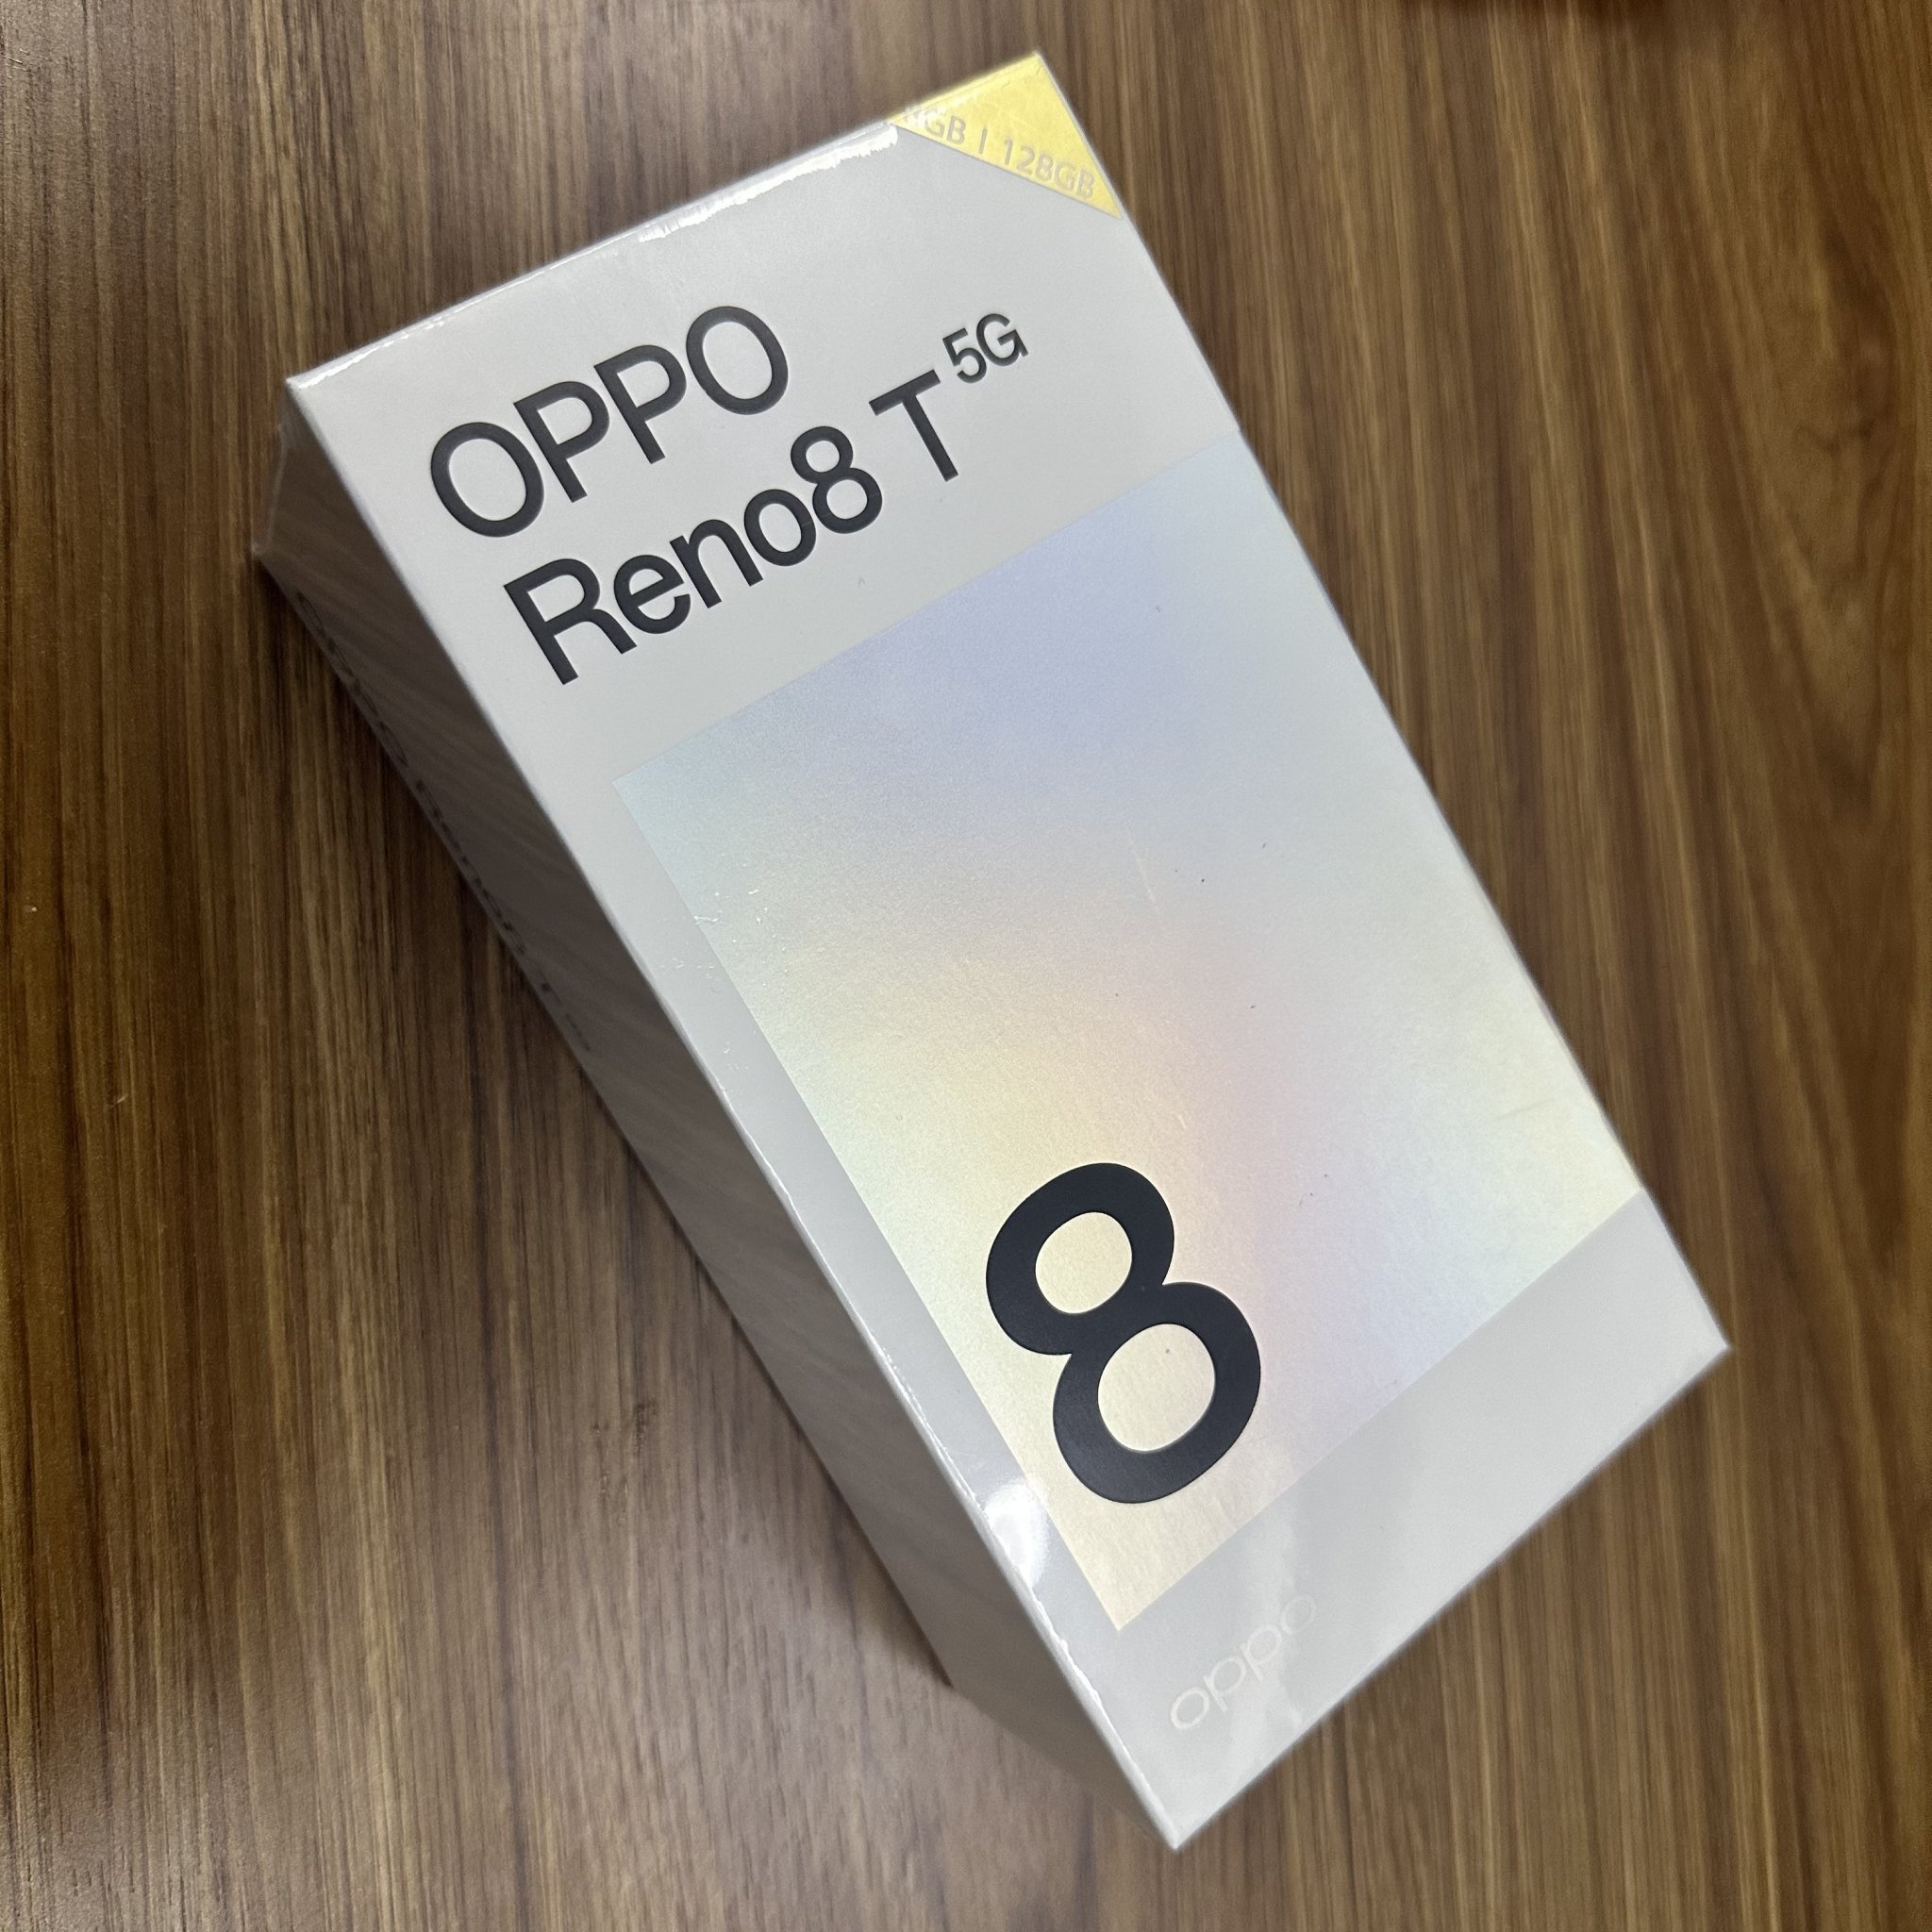 GB | 128GB
OPPO
Reno8 T 5G
8
oppo